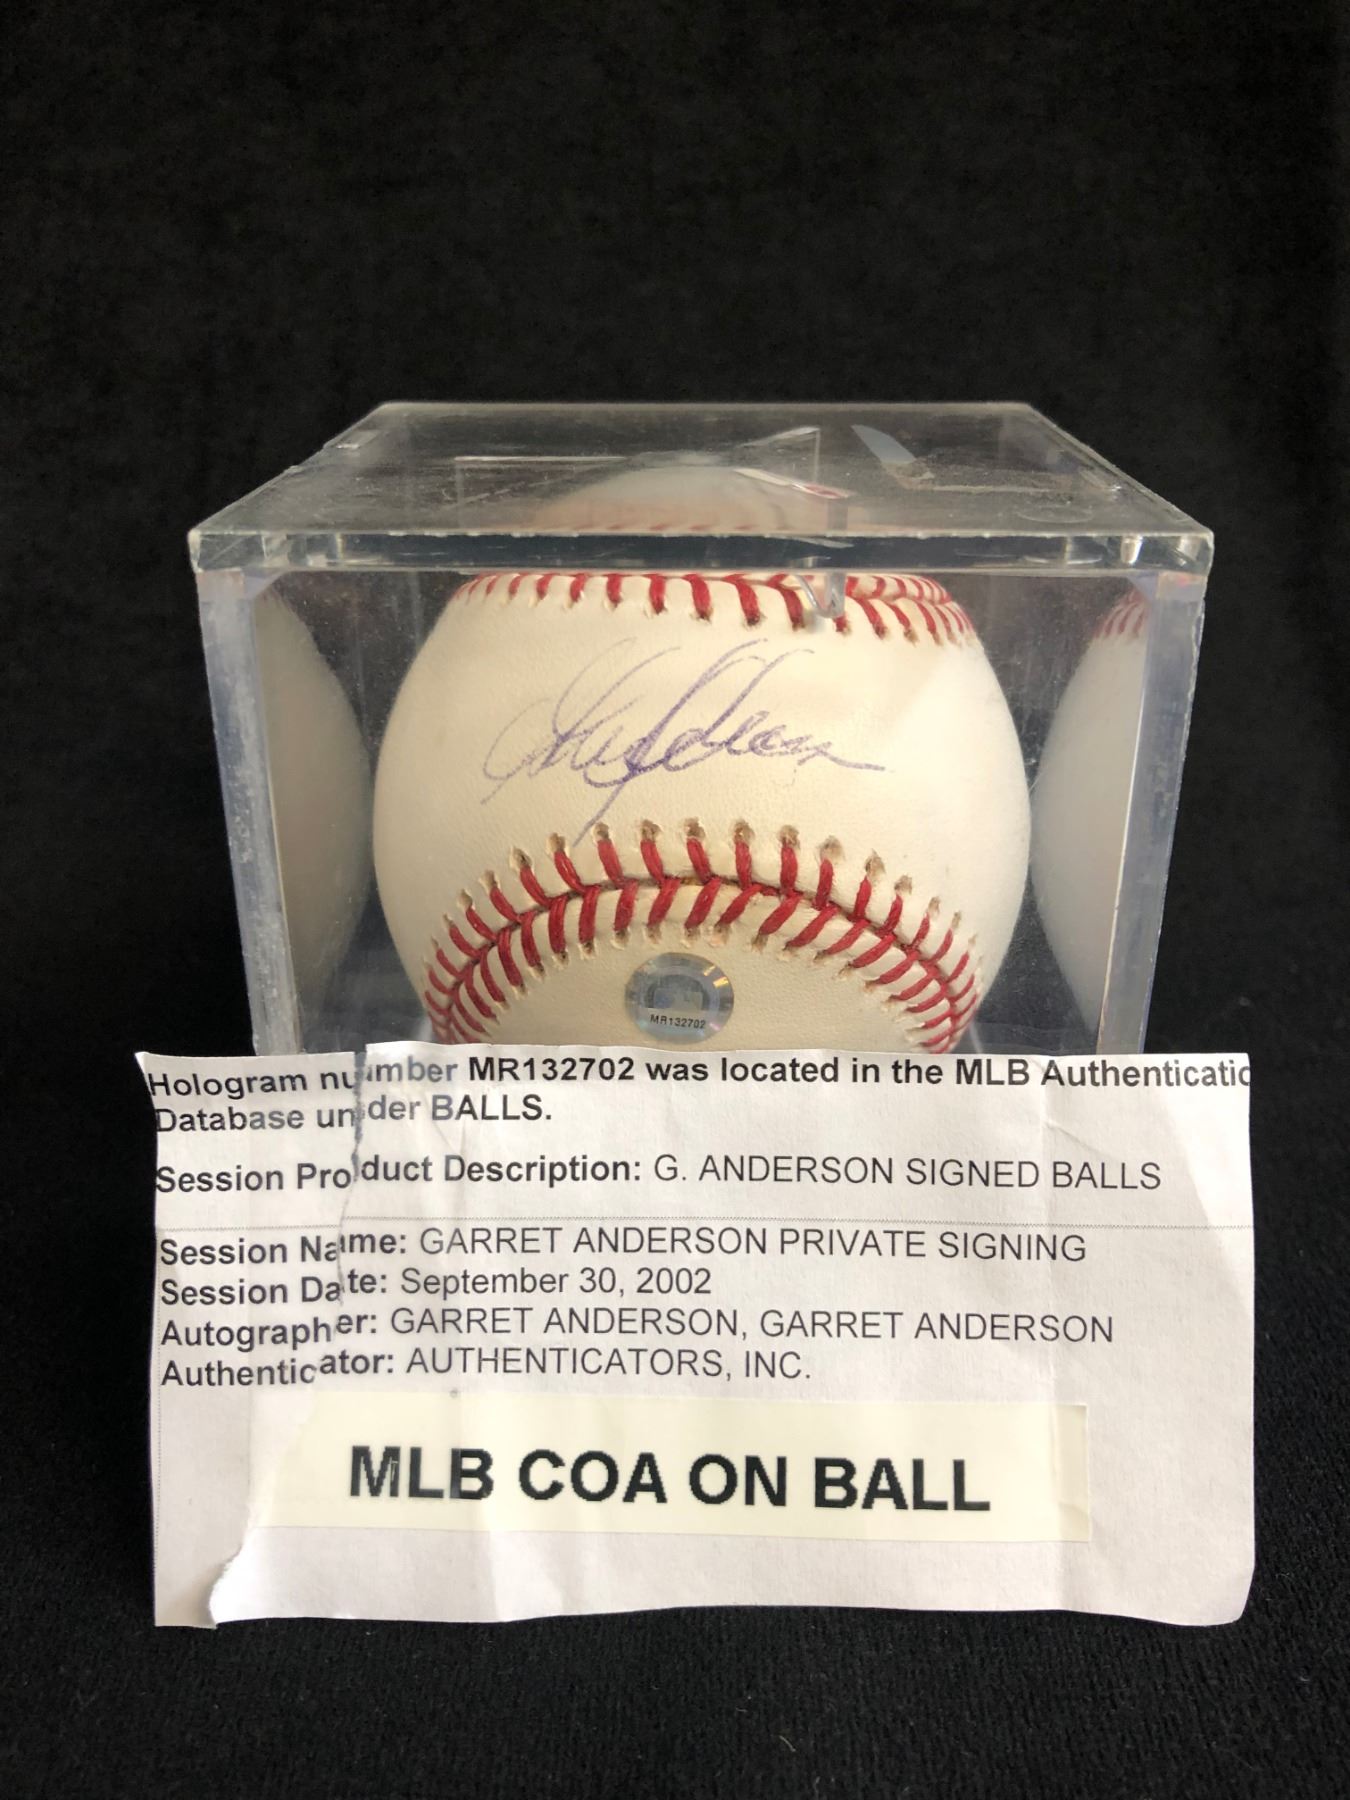 MR132702
Hologram number MR132702 was located in the MLB Authenticatic
Database under BALLS.
Session Product Description: G. ANDERSON SIGNED BALLS
Session Name: GARRET ANDERSON PRIVATE SIGNING
Session Date: September 30, 2002
Autographer: GARRET ANDERSON, GARRET ANDERSON
Authenticator: AUTHENTICATORS, INC.
MLB COA ON BALL